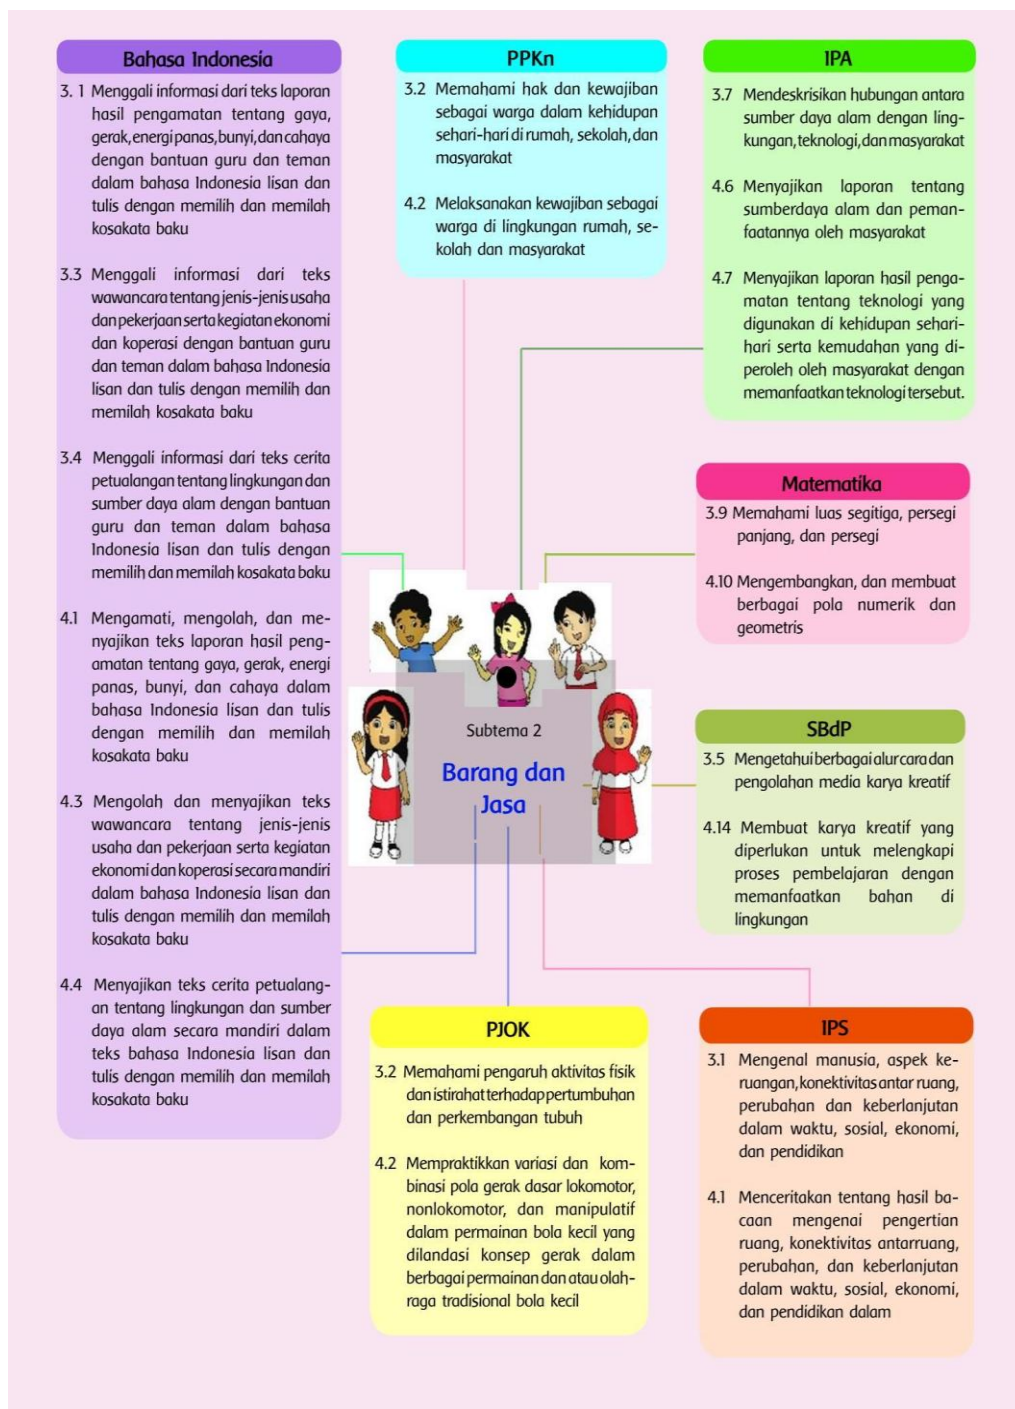 Bahasa Indonesia
3. 1 Menggali informasi dari teks laporan
hasil pengamatan tentang gaya,
gerak, energi panas, bunyi, dan cahaya
dengan bantuan guru dan teman
dalam bahasa Indonesia lisan dan
tulis dengan memilih dan memilah
kosakata baku
3.3 Menggali informasi dari teks
wawancara tentang jenis-jenis usaha
dan pekerjaan serta kegiatan ekonomi
dan koperasi dengan bantuan guru
dan teman dalam bahasa Indonesia
lisan dan tulis dengan memilih dan
memilah kosakata baku
3.4 Menggali informasi dari teks cerita
petualangan tentang lingkungan dan
sumber daya alam dengan bantuan
guru dan teman dalam bahasa
Indonesia lisan dan tulis dengan
memilih dan memilah kosakata baku
4.1 Mengamati, mengolah, dan me-
nyajikan teks laporan hasil peng-
amatan tentang gaya, gerak, energi
panas, bunyi, dan cahaya dalam
bahasa Indonesia lisan dan tulis
dengan memilih dan memilah
kosakata baku
4.3 Mengolah dan menyajikan teks
wawancara tentang jenis-jenis
usaha dan pekerjaan serta kegiatan
ekonomi dan koperasi secara mandiri
dalam bahasa Indonesia lisan dan
tulis dengan memilih dan memilah
kosakata baku
4.4 Menyajikan teks cerita petualang-
an tentang lingkungan dan sumber
daya alam secara mandiri dalam
teks bahasa Indonesia lisan dan
tulis dengan memilih dan memilah
kosakata baku
PPKn
3.2 Memahami hak dan kewajiban
sebagai warga dalam kehidupan
sehari-hari di rumah, sekolah, dan
masyarakat
4.2 Melaksanakan kewajiban sebagai
warga di lingkungan rumah, se-
kolah dan masyarakat
IPA
3.7 Mendeskrisikan hubungan antara
sumber daya alam dengan ling-
kungan, teknologi, dan masyarakat
4.6 Menyajikan laporan tentang
sumberdaya alam dan peman-
faatannya oleh masyarakat
4.7 Menyajikan laporan hasil penga-
matan tentang teknologi yang
digunakan di kehidupan sehari-
hari serta kemudahan yang di-
peroleh oleh masyarakat dengan
memanfaatkan teknologi tersebut.
Matematika
3.9 Memahami luas segitiga, persegi
panjang, dan persegi
4.10 Mengembangkan, dan membuat
berbagai pola numerik dan
geometris
Subtema 2
Barang dan
Jasa
SBdP
3.5 Mengetahui berbagai alur cara dan
pengolahan media karya kreatif
4.14 Membuat karya kreatif yang
diperlukan untuk melengkapi
proses pembelajaran dengan
memanfaatkan bahan di
lingkungan
PJOK
3.2 Memahami pengaruh aktivitas fisik
dan istirahat terhadap pertumbuhan
dan perkembangan tubuh
4.2 Mempraktikkan variasi dan kom-
binasi pola gerak dasar lokomotor,
nonlokomotor, dan manipulatif
dalam permainan bola kecil yang
dilandasi konsep gerak dalam
berbagai permainan dan atau olah-
raga tradisional bola kecil
IPS
3.1 Mengenal manusia, aspek ke-
ruangan, konektivitas antar ruang,
perubahan dan keberlanjutan
dalam waktu, sosial, ekonomi,
dan pendidikan
4.1 Menceritakan tentang hasil ba-
caan mengenai pengertian
ruang, konektivitas antarruang,
perubahan, dan keberlanjutan
dalam waktu, sosial, ekonomi,
dan pendidikan dalam